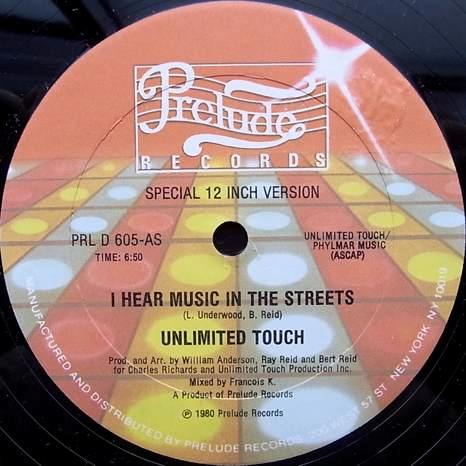 Prelude
RECORDS
SPECIAL 12 INCH VERSION
PRL D 605-AS
TIME: 6:50
UNLIMITED TOUCH/
PHYLMAR MUSIC
(ASCAP)
I HEAR MUSIC IN THE STREETS
(L. Underwood, B. Reid)
UNLIMITED TOUCH
Prod. and Arr. by William Anderson, Ray Reid and Bert Reid
for Charles Richards and Unlimited Touch Production Inc.
Mixed by Francois K.
A Product of Prelude Records
℗ 1980 Prelude Records
MANUFACTURED AND DISTRIBUTED BY PRELUDE RECORDS, 200 WEST 57 ST. NEW YORK, NY 10019